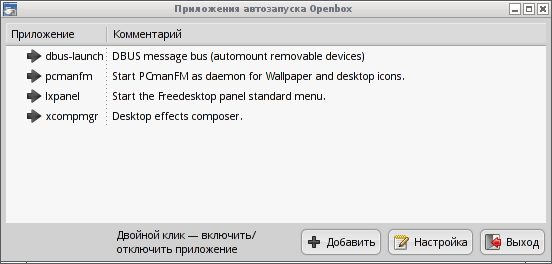 Приложения автозапуска Openbox
Приложение Комментарий
dbus-launch DBUS message bus (automount removable devices)
pcmanfm Start PCmanFM as daemon for Wallpaper and desktop icons.
lxpanel Start the Freedesktop panel standard menu.
xcompmgr Desktop effects composer.
Двойной клик — включить/
отключить приложение
Добавить Настройка Выход